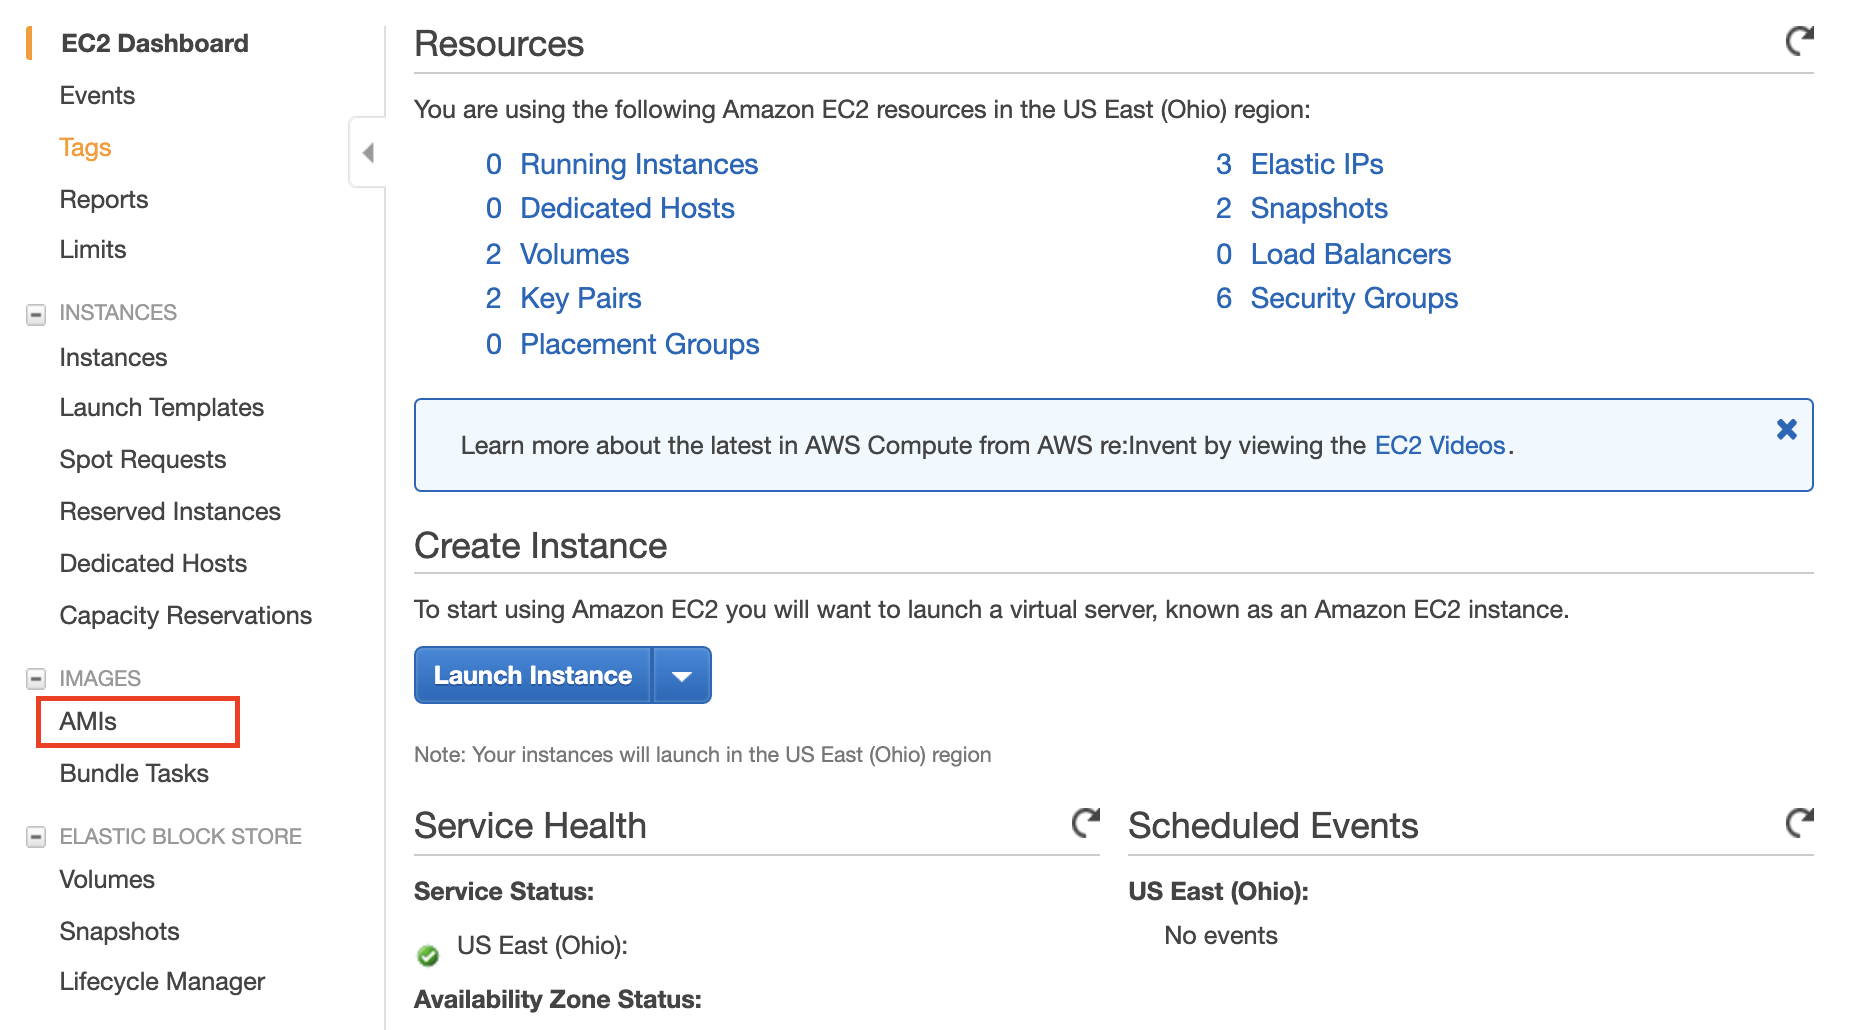 EC2 Dashboard
Events
Tags
Reports
Limits
INSTANCES
Instances
Launch Templates
Spot Requests
Reserved Instances
Dedicated Hosts
Capacity Reservations
IMAGES
AMIs
Bundle Tasks
ELASTIC BLOCK STORE
Volumes
Snapshots
Lifecycle Manager
Resources
You are using the following Amazon EC2 resources in the US East (Ohio) region:
0 Running Instances
0 Dedicated Hosts
2 Volumes
2 Key Pairs
0 Placement Groups
3 Elastic IPs
2 Snapshots
0 Load Balancers
6 Security Groups
Learn more about the latest in AWS Compute from AWS re:Invent by viewing the EC2 Videos.
Create Instance
To start using Amazon EC2 you will want to launch a virtual server, known as an Amazon EC2 instance.
Launch Instance
Note: Your instances will launch in the US East (Ohio) region
Service Health
Service Status:
US East (Ohio):
Availability Zone Status:
Scheduled Events
US East (Ohio):
No events